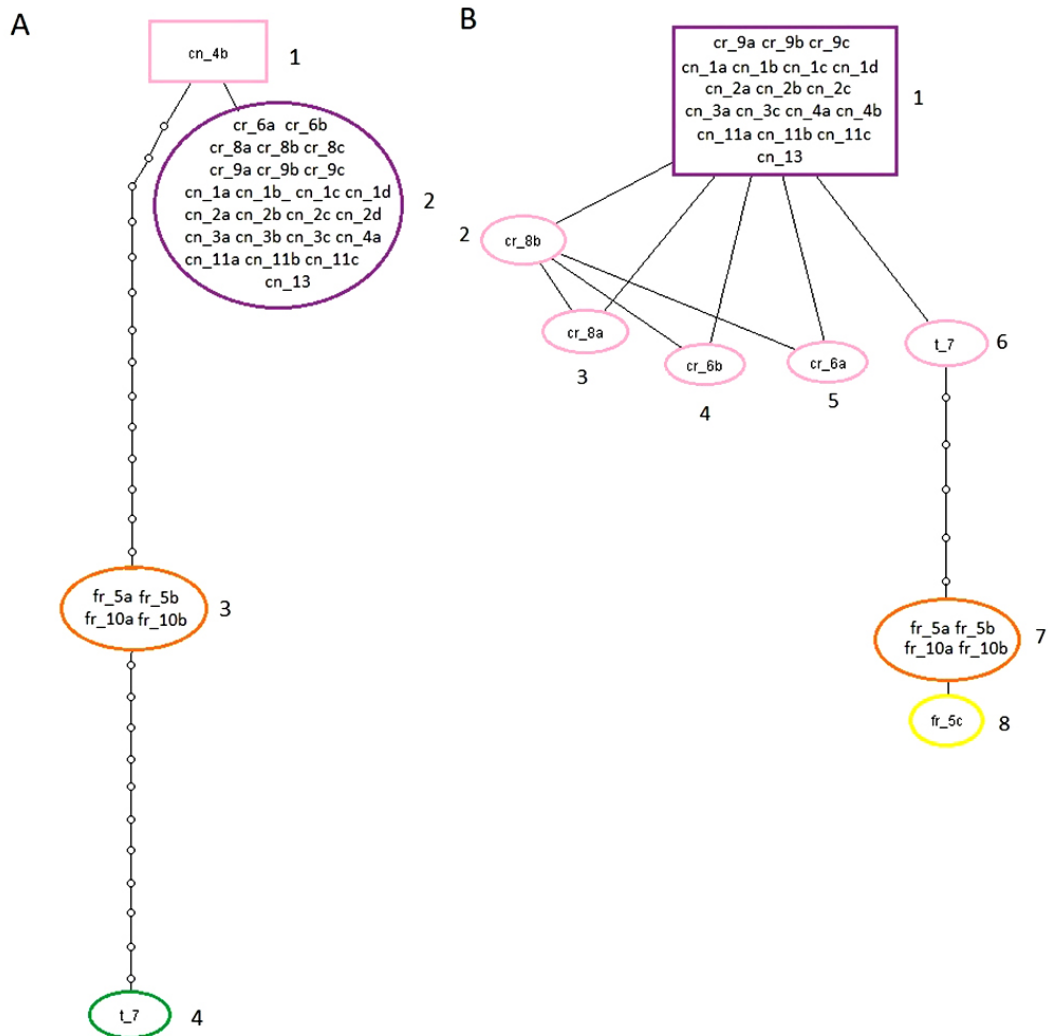 A
cn_4b
1
cr_6a cr_6b
cr_8a cr_8b cr_8c
cr_9a cr_9b cr_9c
cn_1a cn_1b_ cn_1c cn_1d
cn_2a cn_2b cn_2c cn_2d
cn_3a cn_3b cn_3c cn_4a
cn_11a cn_11b cn_11c
cn_13
2
fr_5a fr_5b
fr_10a fr_10b
3
t_7
4
B
cr_9a cr_9b cr_9c
cn_1a cn_1b cn_1c cn_1d
cn_2a cn_2b cn_2c
cn_3a cn_3c cn_4a cn_4b
cn_11a cn_11b cn_11c
cn_13
1
2
cr_8b
cr_8a
3
cr_6b
4
cr_6a
5
t_7
6
fr_5a fr_5b
fr_10a fr_10b
7
fr_5c
8